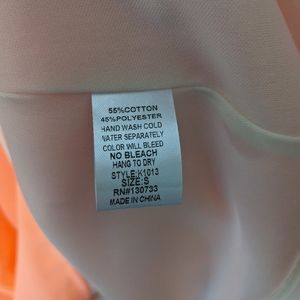 55%COTTON
45%POLYESTER
HAND WASH COLD
WATER SEPARATELY
COLOR WILL BLEED
NO BLEACH
HANG TO DRY
STYLE:K1013
SIZE:S
RN#130733
MADE IN CHINA